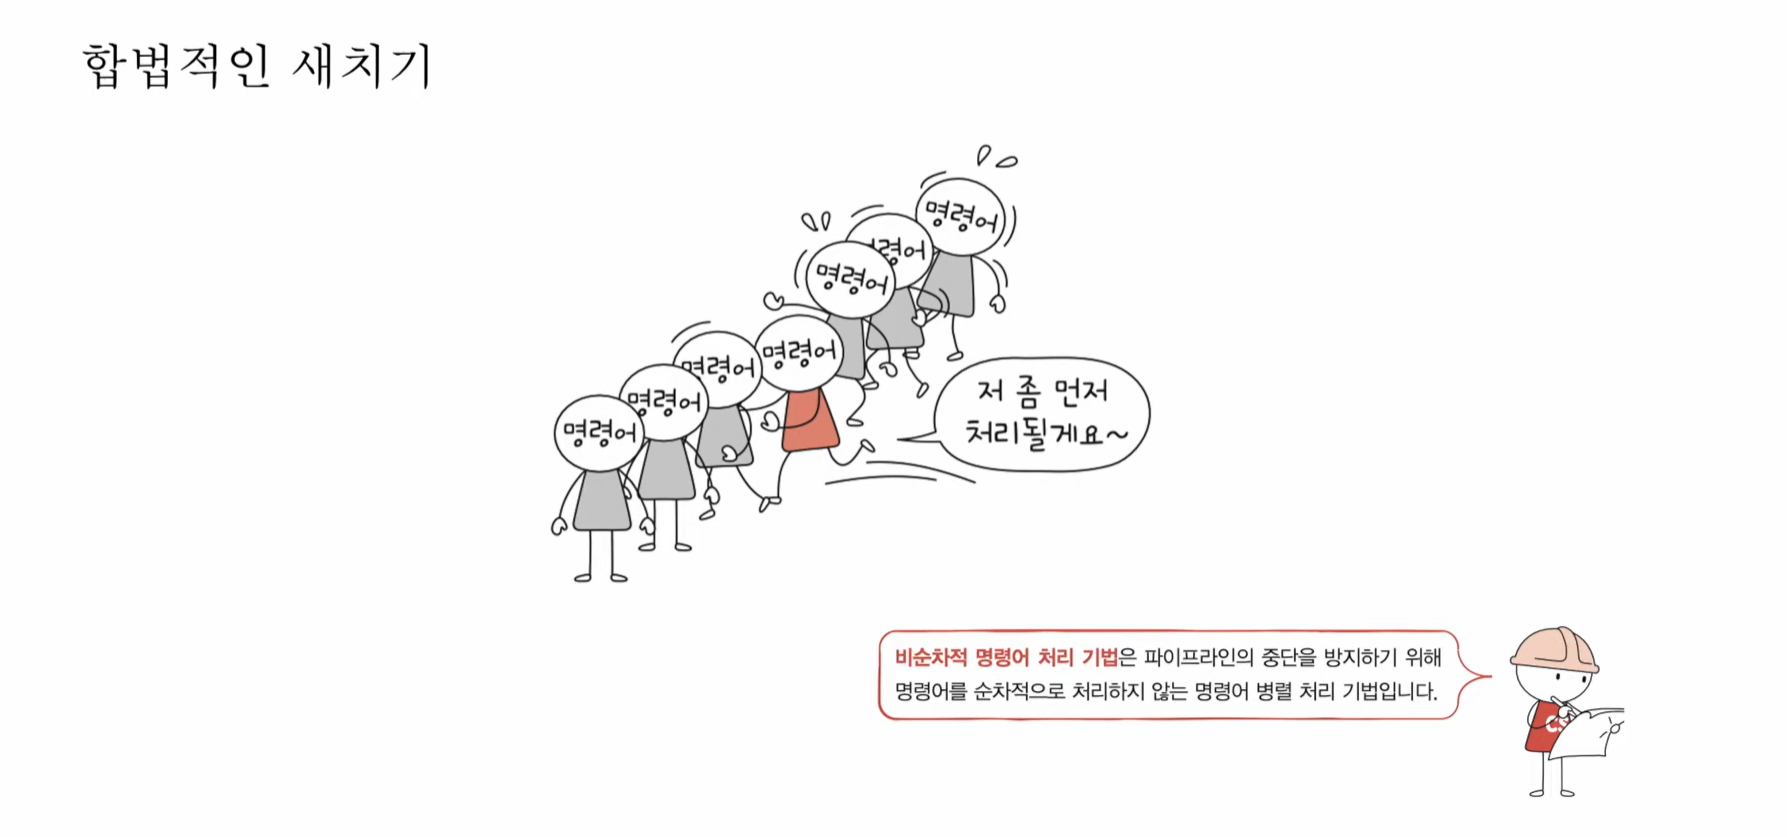 합법적인 새치기
명령어
령어
명령어
명령어
명령어
명령어
명령어
저 좀 먼저
처리될게요~
비순차적 명령어 처리 기법은 파이프라인의 중단을 방지하기 위해
명령어를 순차적으로 처리하지 않는 명령어 병렬 처리 기법입니다.
CS